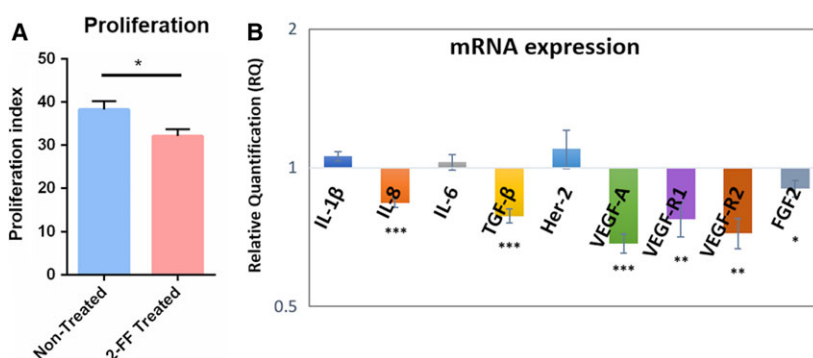 A
Proliferation
Proliferation index
50
40
30
20
10
0
*
Non-Treated
2-FF Treated
B
mRNA expression
Relative Quantification (RQ)
2
1
0.5
IL-1β
IL-8
***
IL-6
TGF-β
***
Her-2
VEGF-A
***
VEGF-R1
**
VEGF-R2
**
FGF2
*